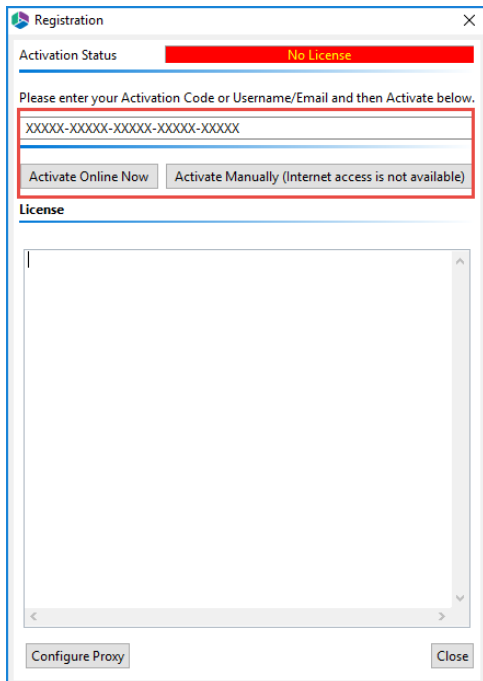 Registration
Activation Status No License
Please enter your Activation Code or Username/Email and then Activate below.
XXXXX-XXXXX-XXXXX-XXXXX-XXXXX
Activate Online Now Activate Manually (Internet access is not available)
License
Configure Proxy Close